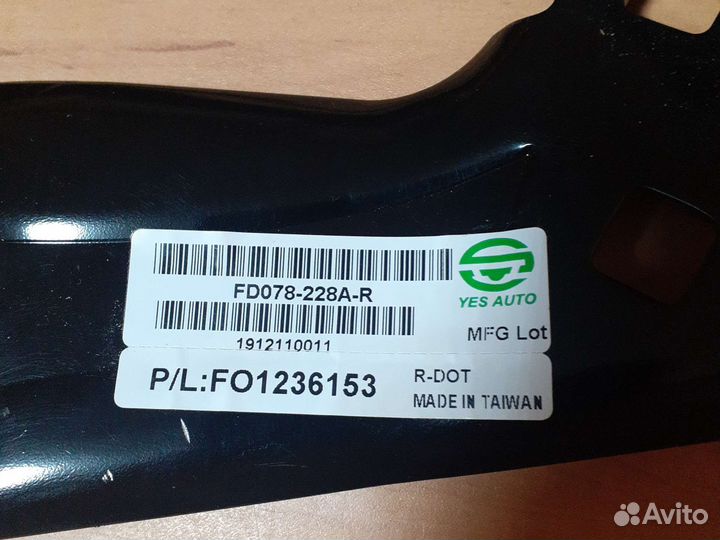 FD078-228A-R
YES AUTO
1912110011
MFG Lot
P/L:FO1236153
R-DOT
MADE IN TAIWAN
Avito